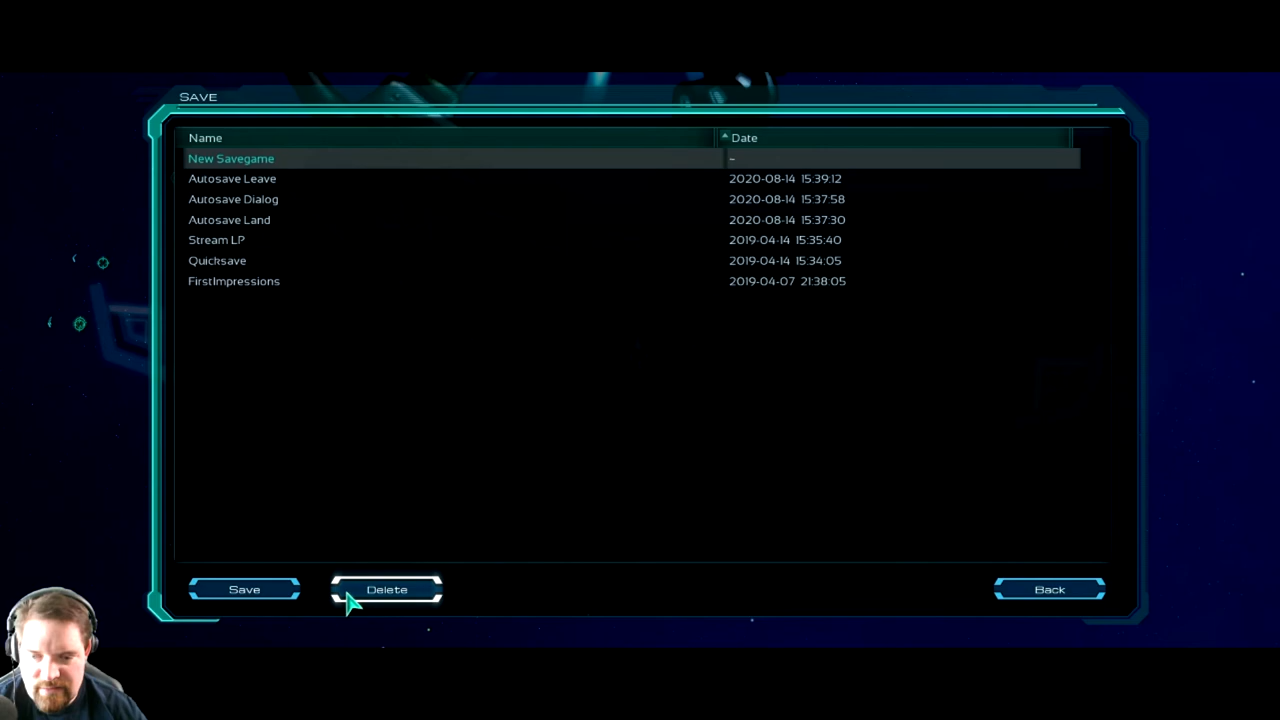 SAVE
Name Date
New Savegame -
Autosave Leave 2020-08-14 15:39:12
Autosave Dialog 2020-08-14 15:37:58
Autosave Land 2020-08-14 15:37:30
Stream LP 2019-04-14 15:35:40
Quicksave 2019-04-14 15:34:05
FirstImpressions 2019-04-07 21:38:05
Save Delete Back